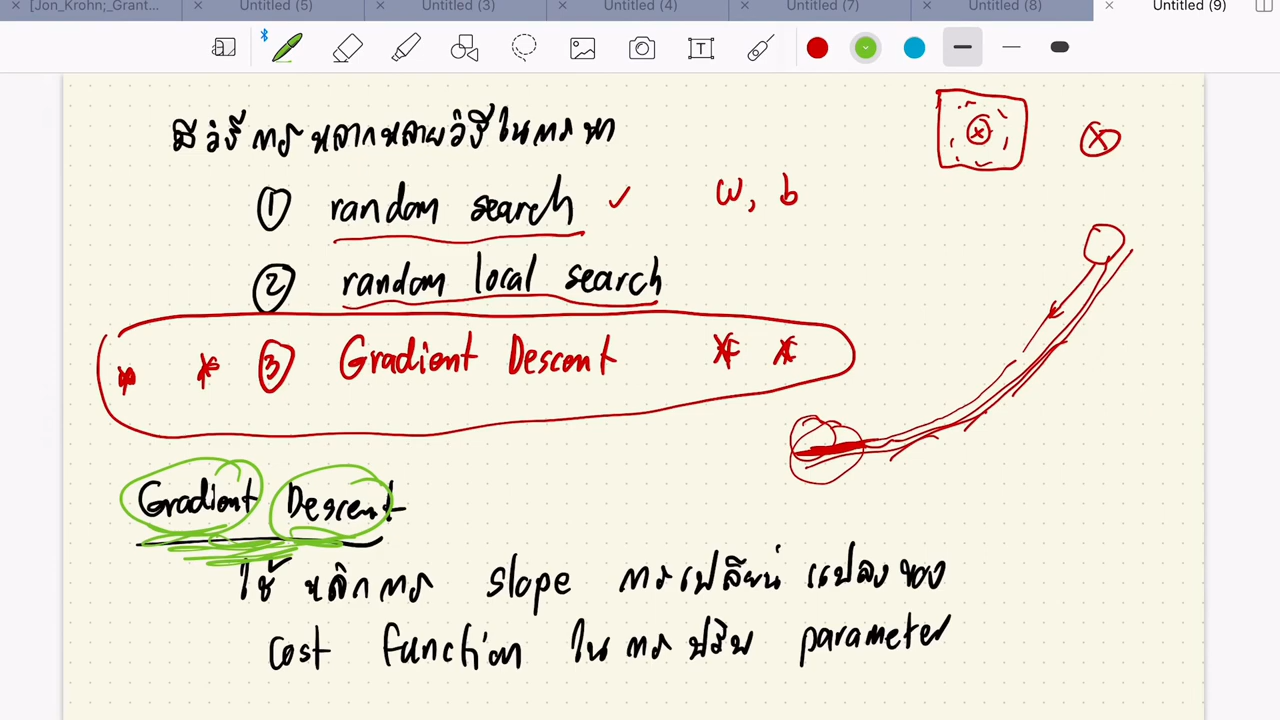 [Jon_Krohn;_Grant... Untitled (5) Untitled (3) Untitled (4) Untitled (7) Untitled (8) Untitled (9)
มีวิธีการหลากหลายวิธีในการหา
① random search ✓ w, b
② random local search
* * ③ Gradient Descent * *
Gradient Descent
ใช้หลักการ slope การเปลี่ยนแปลงของ
cost function ในการปรับ parameter